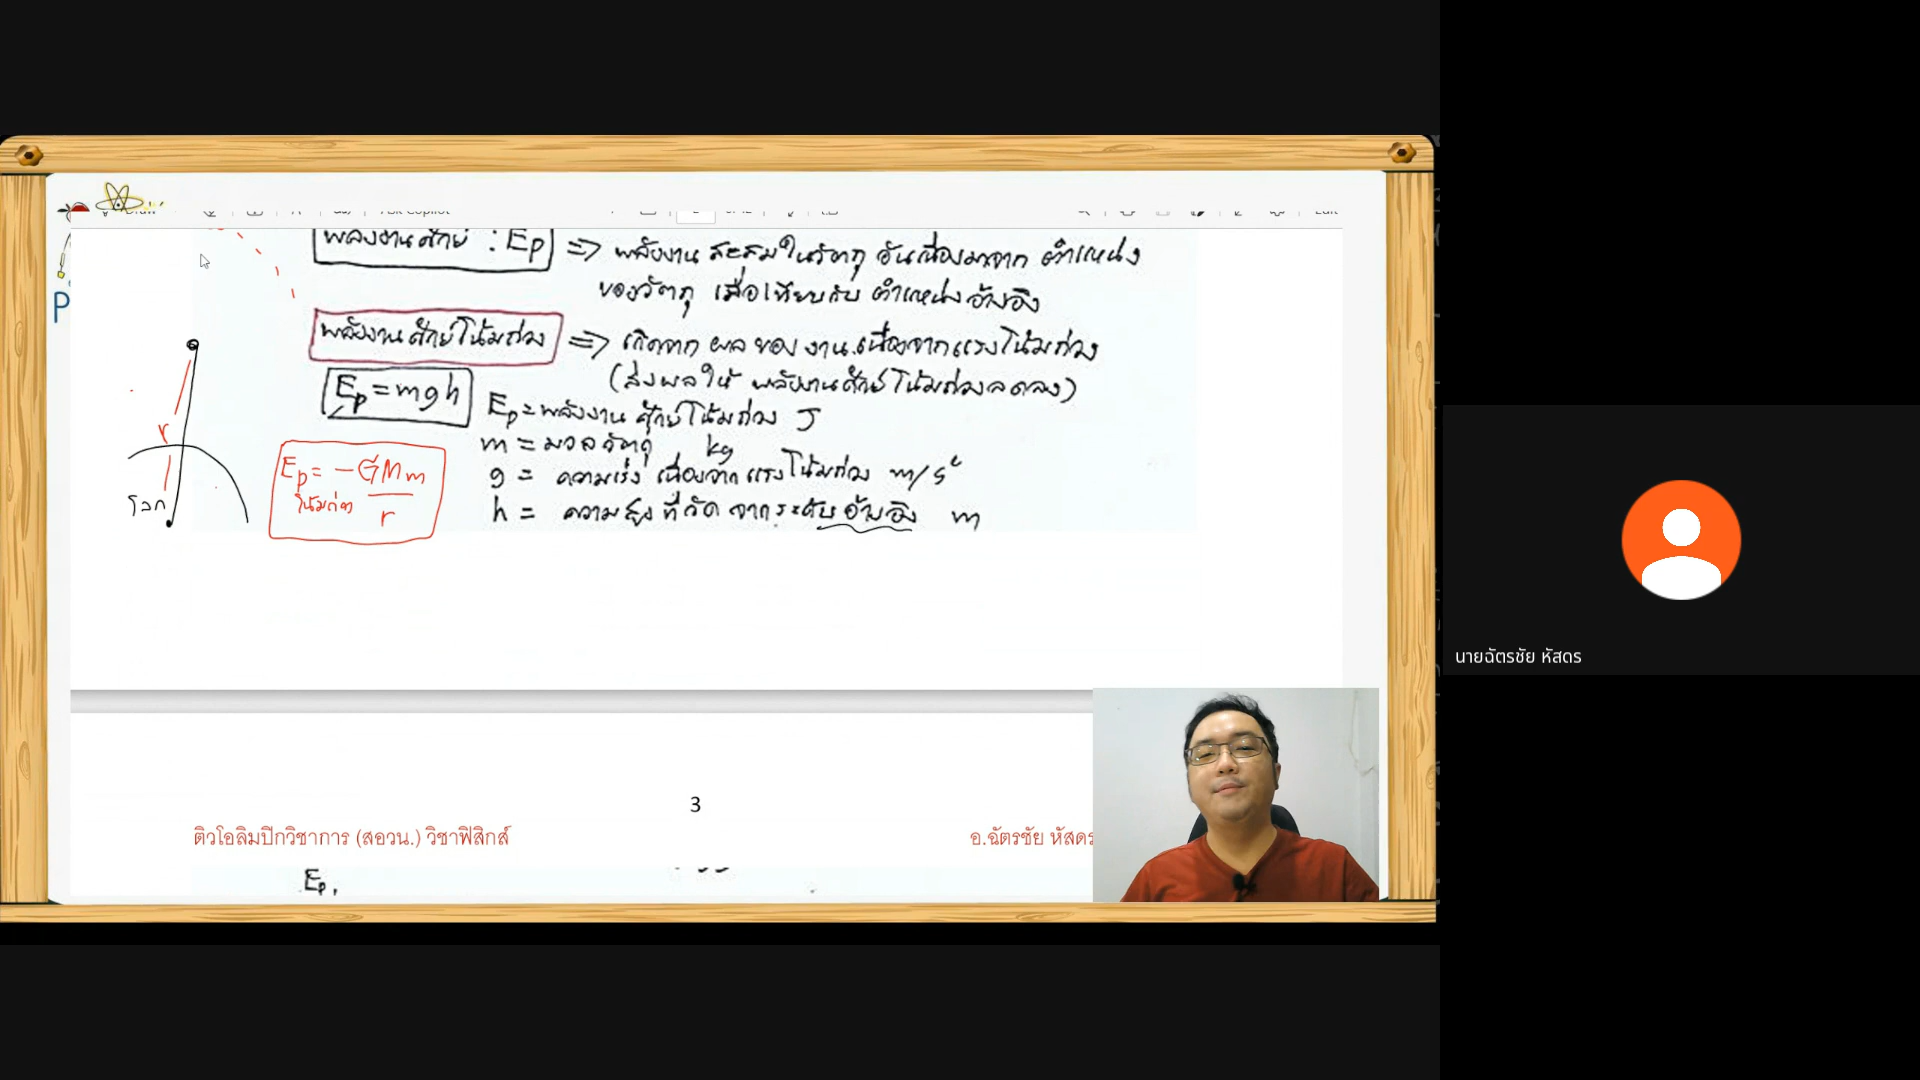 พลังงานศักย์ : Ep => พลังงานสะสมในวัตถุ อันเนื่องมาจาก ตำแหน่ง
ของวัตถุ เมื่อเทียบกับ ตำแหน่งอ้างอิง
พลังงานศักย์โน้มถ่วง => เกิดจาก ผล ของ งานเนื่องจากแรงโน้มถ่วง
(ส่งผลให้ พลังงานศักย์โน้มถ่วงลดลง)
Ep = mgh
Ep = พลังงานศักย์โน้มถ่วง J
m = มวลวัตถุ kg
g = ความเร่ง เนื่องจากแรงโน้มถ่วง m/s²
h = ความสูง ที่วัด จากระดับอ้างอิง m
r
โลก
Ep = -GMm
โน้มถ่วง r
3
ติวโอลิมปิกวิชาการ (สอวน.) วิชาฟิสิกส์
อ.ฉัตรชัย หัสดร
Ep,
นายฉัตรชัย หัสดร